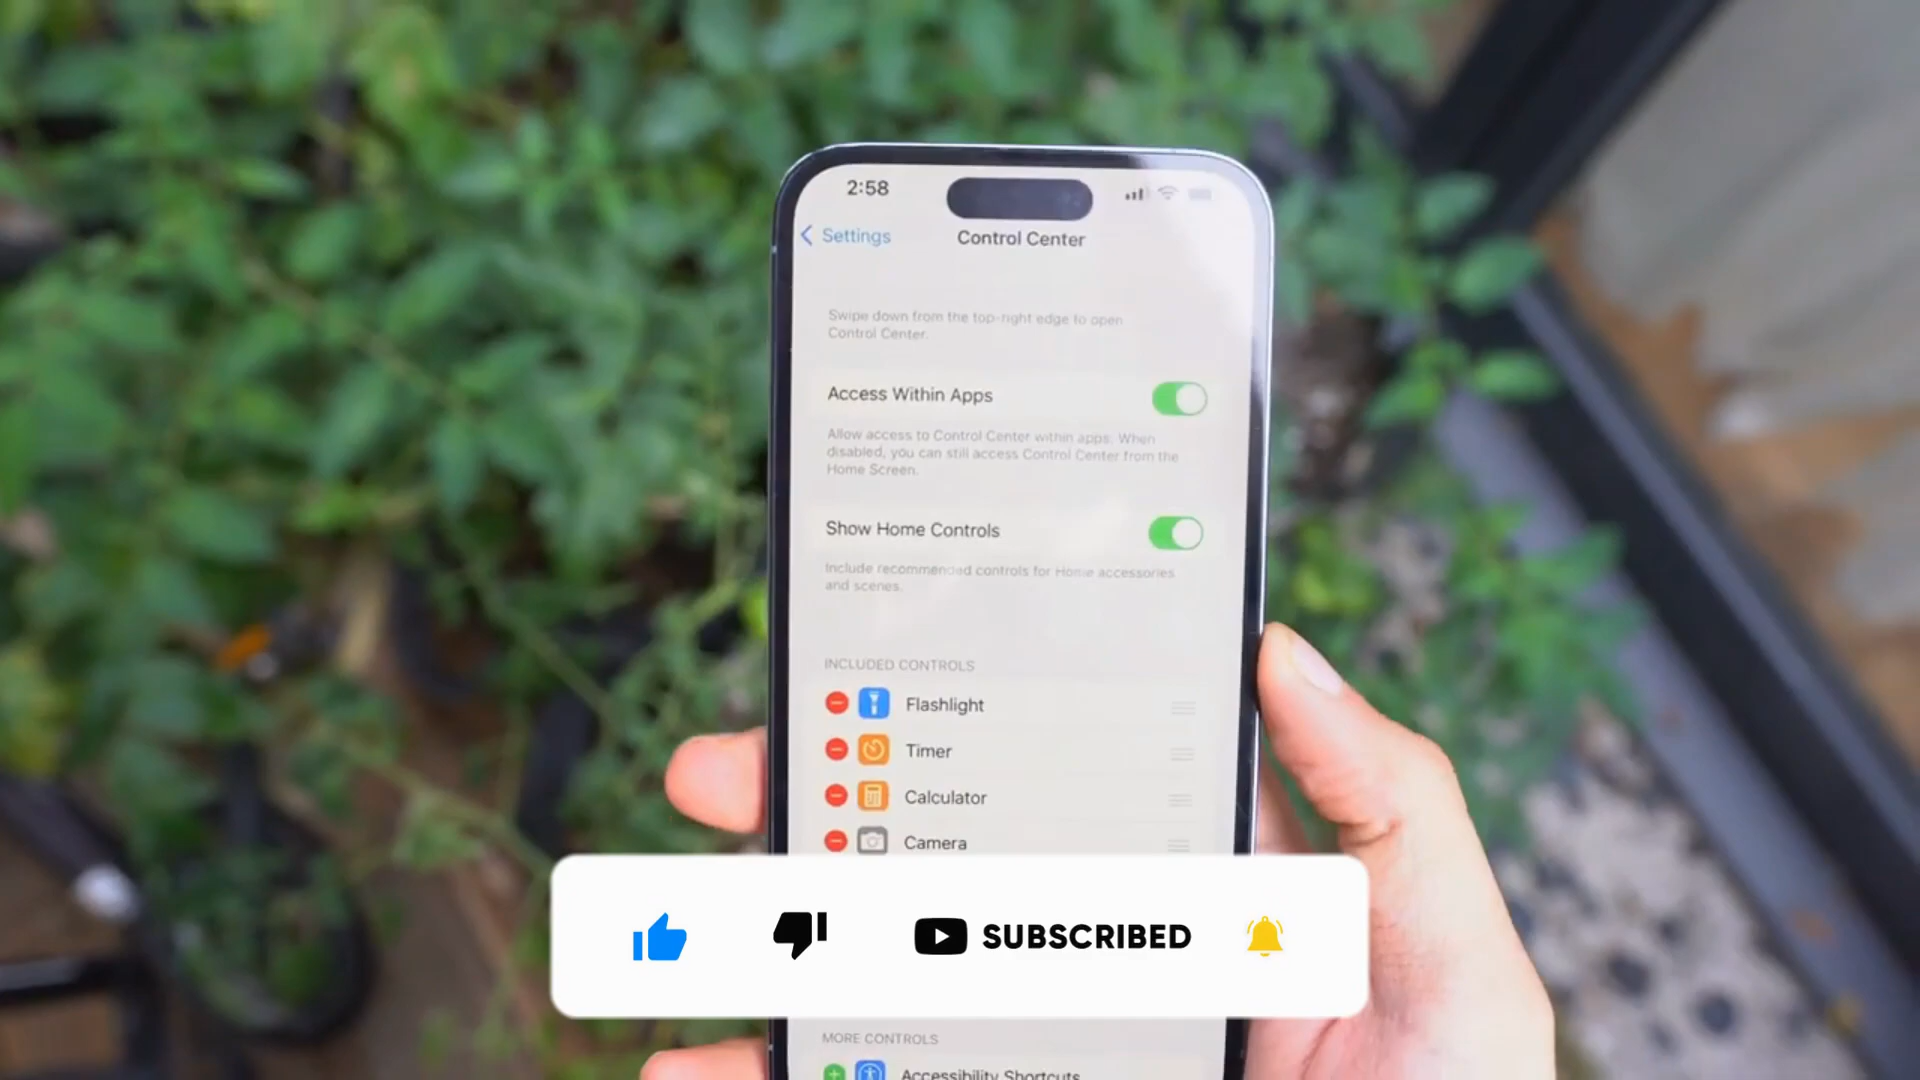 2:58
Settings
Control Center
Swipe down from the top-right edge to open
Control Center.
Access Within Apps
Allow access to Control Center within apps. When
disabled, you can still access Control Center from the
Home Screen.
Show Home Controls
Include recommended controls for Home accessories
and scenes.
INCLUDED CONTROLS
Flashlight
Timer
Calculator
Camera
SUBSCRIBED
MORE CONTROLS
Accessibility Shortcuts